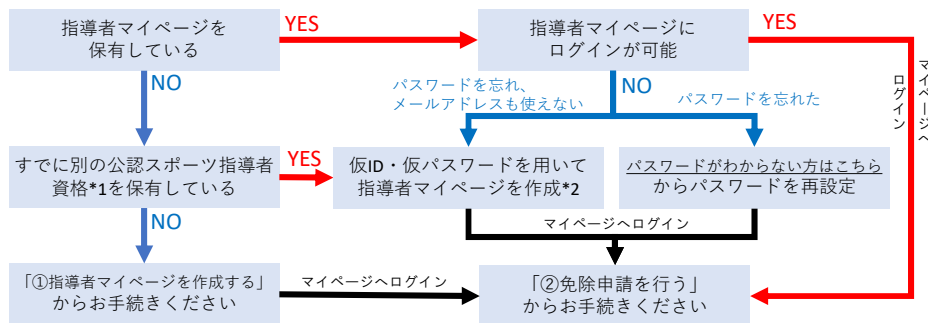 指導者マイページを
保有している
YES
指導者マイページに
ログインが可能
YES
マイページへ
ログイン
NO
パスワードを忘れ、
メールアドレスも使えない
NO
パスワードを忘れた
すでに別の公認スポーツ指導者
資格*1を保有している
YES
仮ID・仮パスワードを用いて
指導者マイページを作成*2
パスワードがわからない方はこちら
からパスワードを再設定
NO
マイページへログイン
「①指導者マイページを作成する」
からお手続きください
マイページへログイン
「②免除申請を行う」
からお手続きください